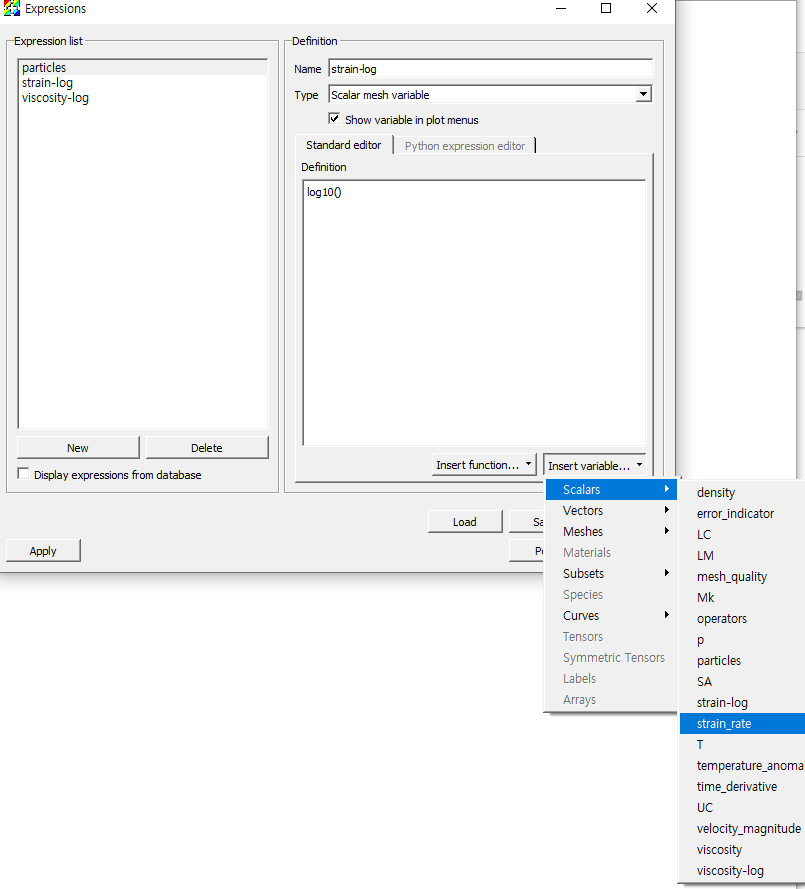 Expressions
Expression list
particles
strain-log
viscosity-log
New
Delete
Display expressions from database
Definition
Name
strain-log
Type
Scalar mesh variable
Show variable in plot menus
Standard editor
Python expression editor
Definition
log10()
Insert function...
Insert variable...
Load
Sa
Apply
Po
Scalars
Vectors
Meshes
Materials
Subsets
Species
Curves
Tensors
Symmetric Tensors
Labels
Arrays
density
error_indicator
LC
LM
mesh_quality
Mk
operators
p
particles
SA
strain-log
strain_rate
T
temperature_anoma
time_derivative
UC
velocity_magnitude
viscosity
viscosity-log